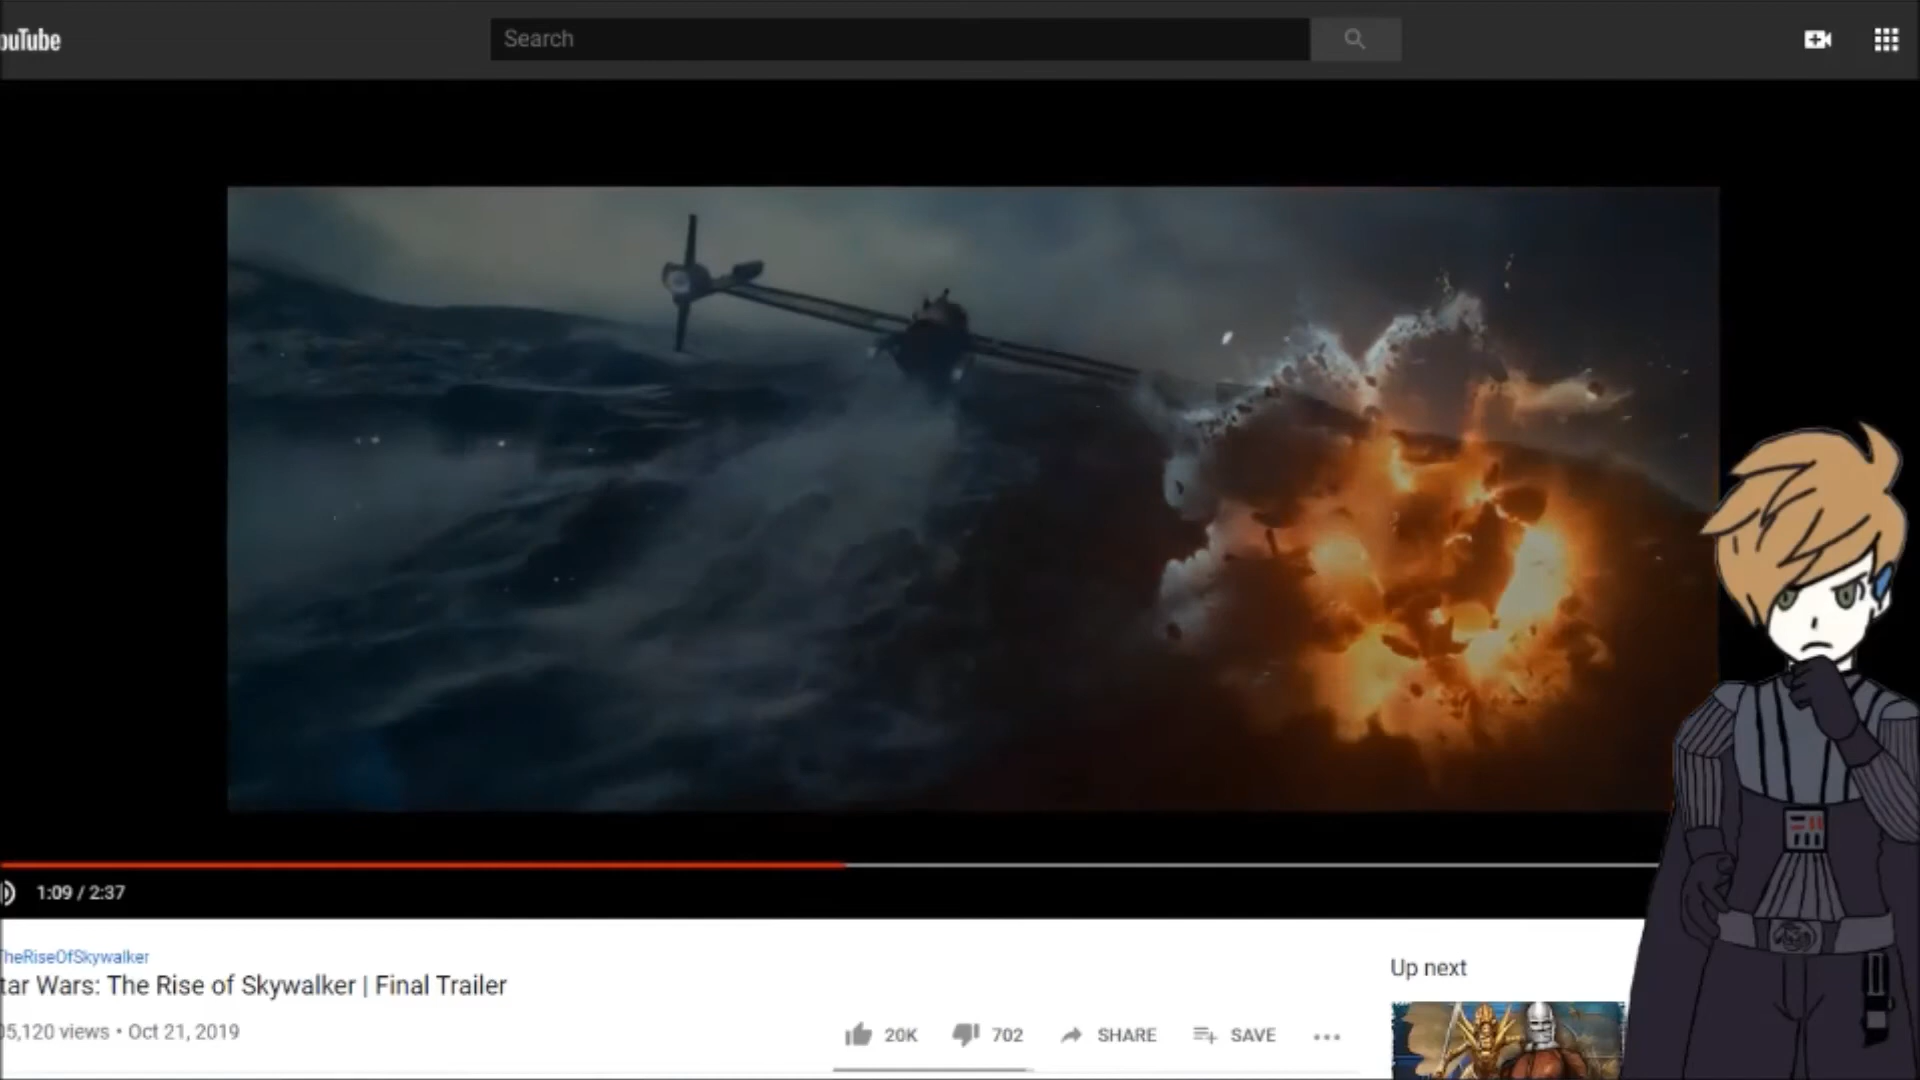 ouTube
Search
1:09 / 2:37
TheRiseOfSkywalker
tar Wars: The Rise of Skywalker | Final Trailer
05,120 views • Oct 21, 2019
20K
702
SHARE
SAVE
Up next